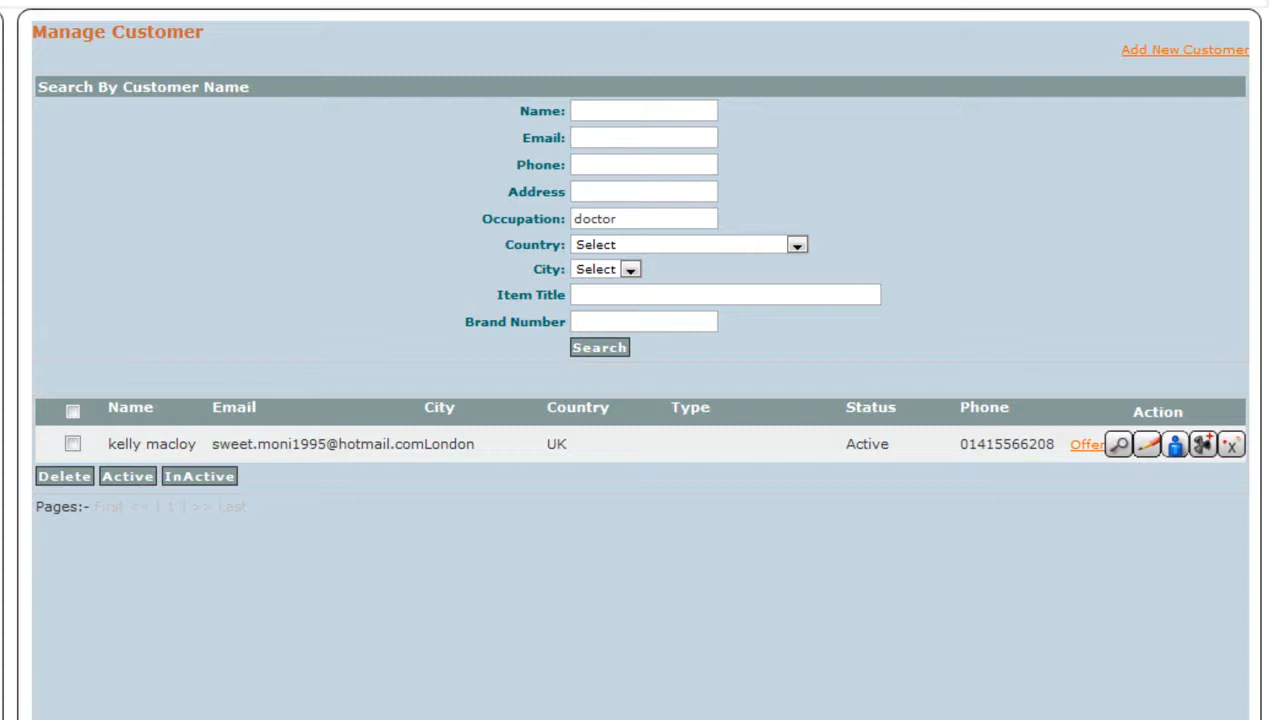 Manage Customer
Add New Customer
Search By Customer Name
Name:
Email:
Phone:
Address
Occupation: doctor
Country: Select
City: Select
Item Title
Brand Number
Search
Name Email City Country Type Status Phone Action
kelly macloy sweet.moni1995@hotmail.comLondon UK Active 01415566208 Offer
Delete Active InActive
Pages:- First << | 1 | >> Last